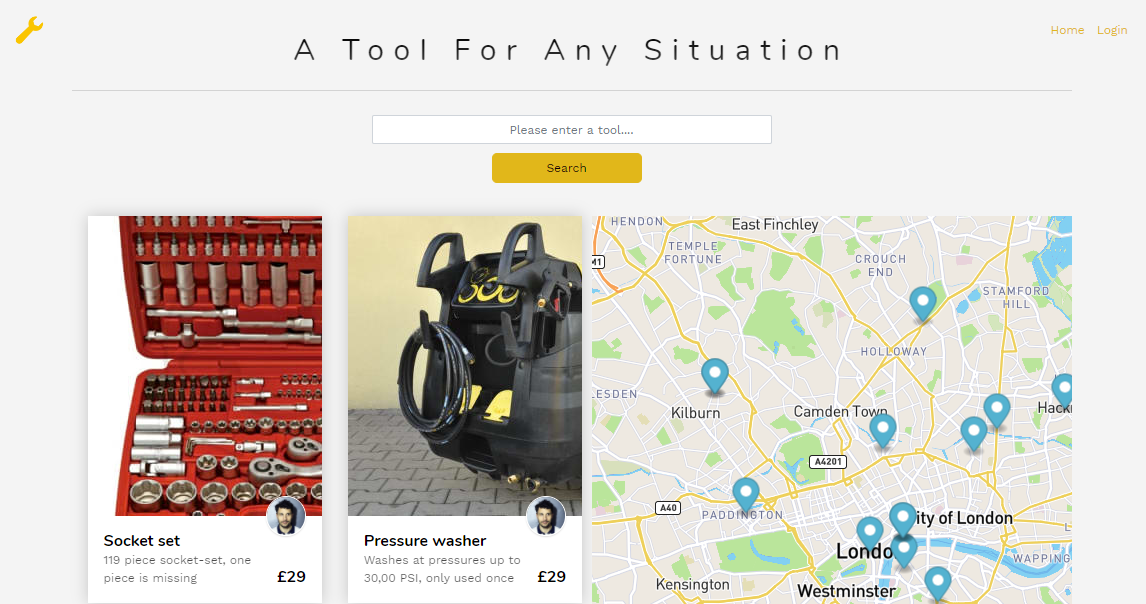 Home Login
A Tool For Any Situation
Please enter a tool....
Search
Socket set
119 piece socket-set, one
piece is missing
£29
Pressure washer
Washes at pressures up to
30,00 PSI, only used once
£29
HENDON
East Finchley
TEMPLE
FORTUNE
CROUCH
END
M1
STAMFORD
HILL
HOLLOWAY
LESDEN
Kilburn
Camden Town
Hack
A4201
A40
PADDINGTON
ity of London
Londo
WAPPING
Kensington
Westminster